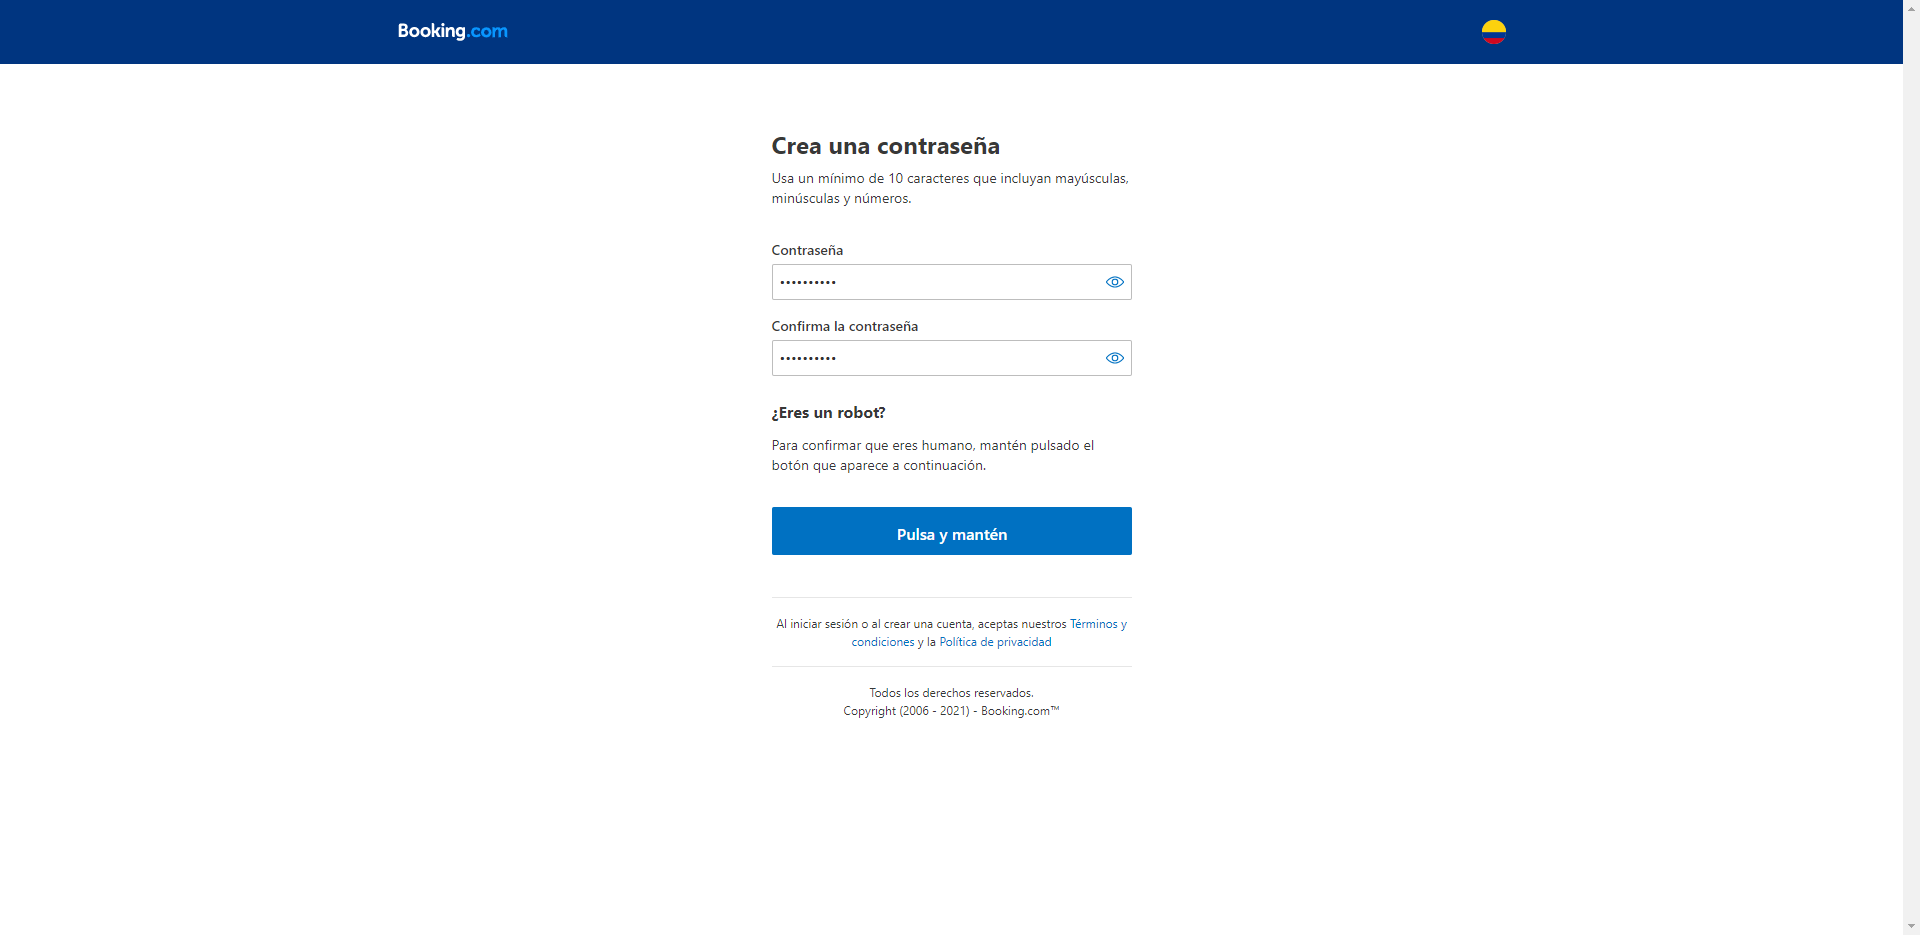 Booking.com
Crea una contraseña
Usa un mínimo de 10 caracteres que incluyan mayúsculas,
minúsculas y números.
Contraseña
••••••••••
Confirma la contraseña
••••••••••
¿Eres un robot?
Para confirmar que eres humano, mantén pulsado el
botón que aparece a continuación.
Pulsa y mantén
Al iniciar sesión o al crear una cuenta, aceptas nuestros Términos y
condiciones y la Política de privacidad
Todos los derechos reservados.
Copyright (2006 - 2021) - Booking.com™